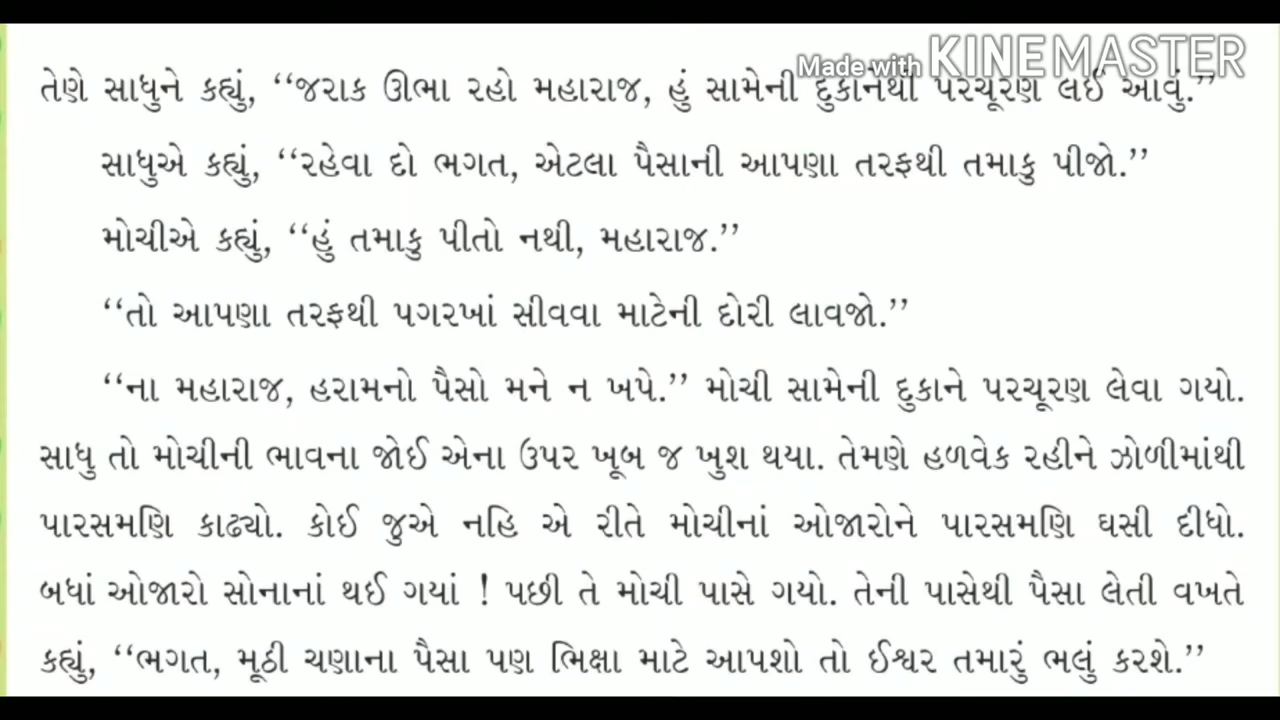 Made with KINEMASTER
તેણે સાધુને કહ્યું, ‘‘જરાક ઊભા રહો મહારાજ, હું સામેની દુકાનથી પરચૂરણ લઈ આવું.’’
સાધુએ કહ્યું, ‘‘રહેવા દો ભગત, એટલા પૈસાની આપણા તરફથી તમાકુ પીજો.’’
મોચીએ કહ્યું, ‘‘હું તમાકુ પીતો નથી, મહારાજ.’’
‘‘તો આપણા તરફથી પગરખાં સીવવા માટેની દોરી લાવજો.’’
‘‘ના મહારાજ, હરામનો પૈસો મને ન ખપે.’’ મોચી સામેની દુકાને પરચૂરણ લેવા ગયો.
સાધુ તો મોચીની ભાવના જોઈ એના ઉપર ખૂબ જ ખુશ થયા. તેમણે હળવેક રહીને ઝોળીમાંથી
પારસમણિ કાઢ્યો. કોઈ જુએ નહિ એ રીતે મોચીનાં ઓજારોને પારસમણિ ઘસી દીધો.
બધાં ઓજારો સોનાનાં થઈ ગયાં ! પછી તે મોચી પાસે ગયો. તેની પાસેથી પૈસા લેતી વખતે
કહ્યું, ‘‘ભગત, મૂઠી ચણાના પૈસા પણ ભિક્ષા માટે આપશો તો ઈશ્વર તમારું ભલું કરશે.’’